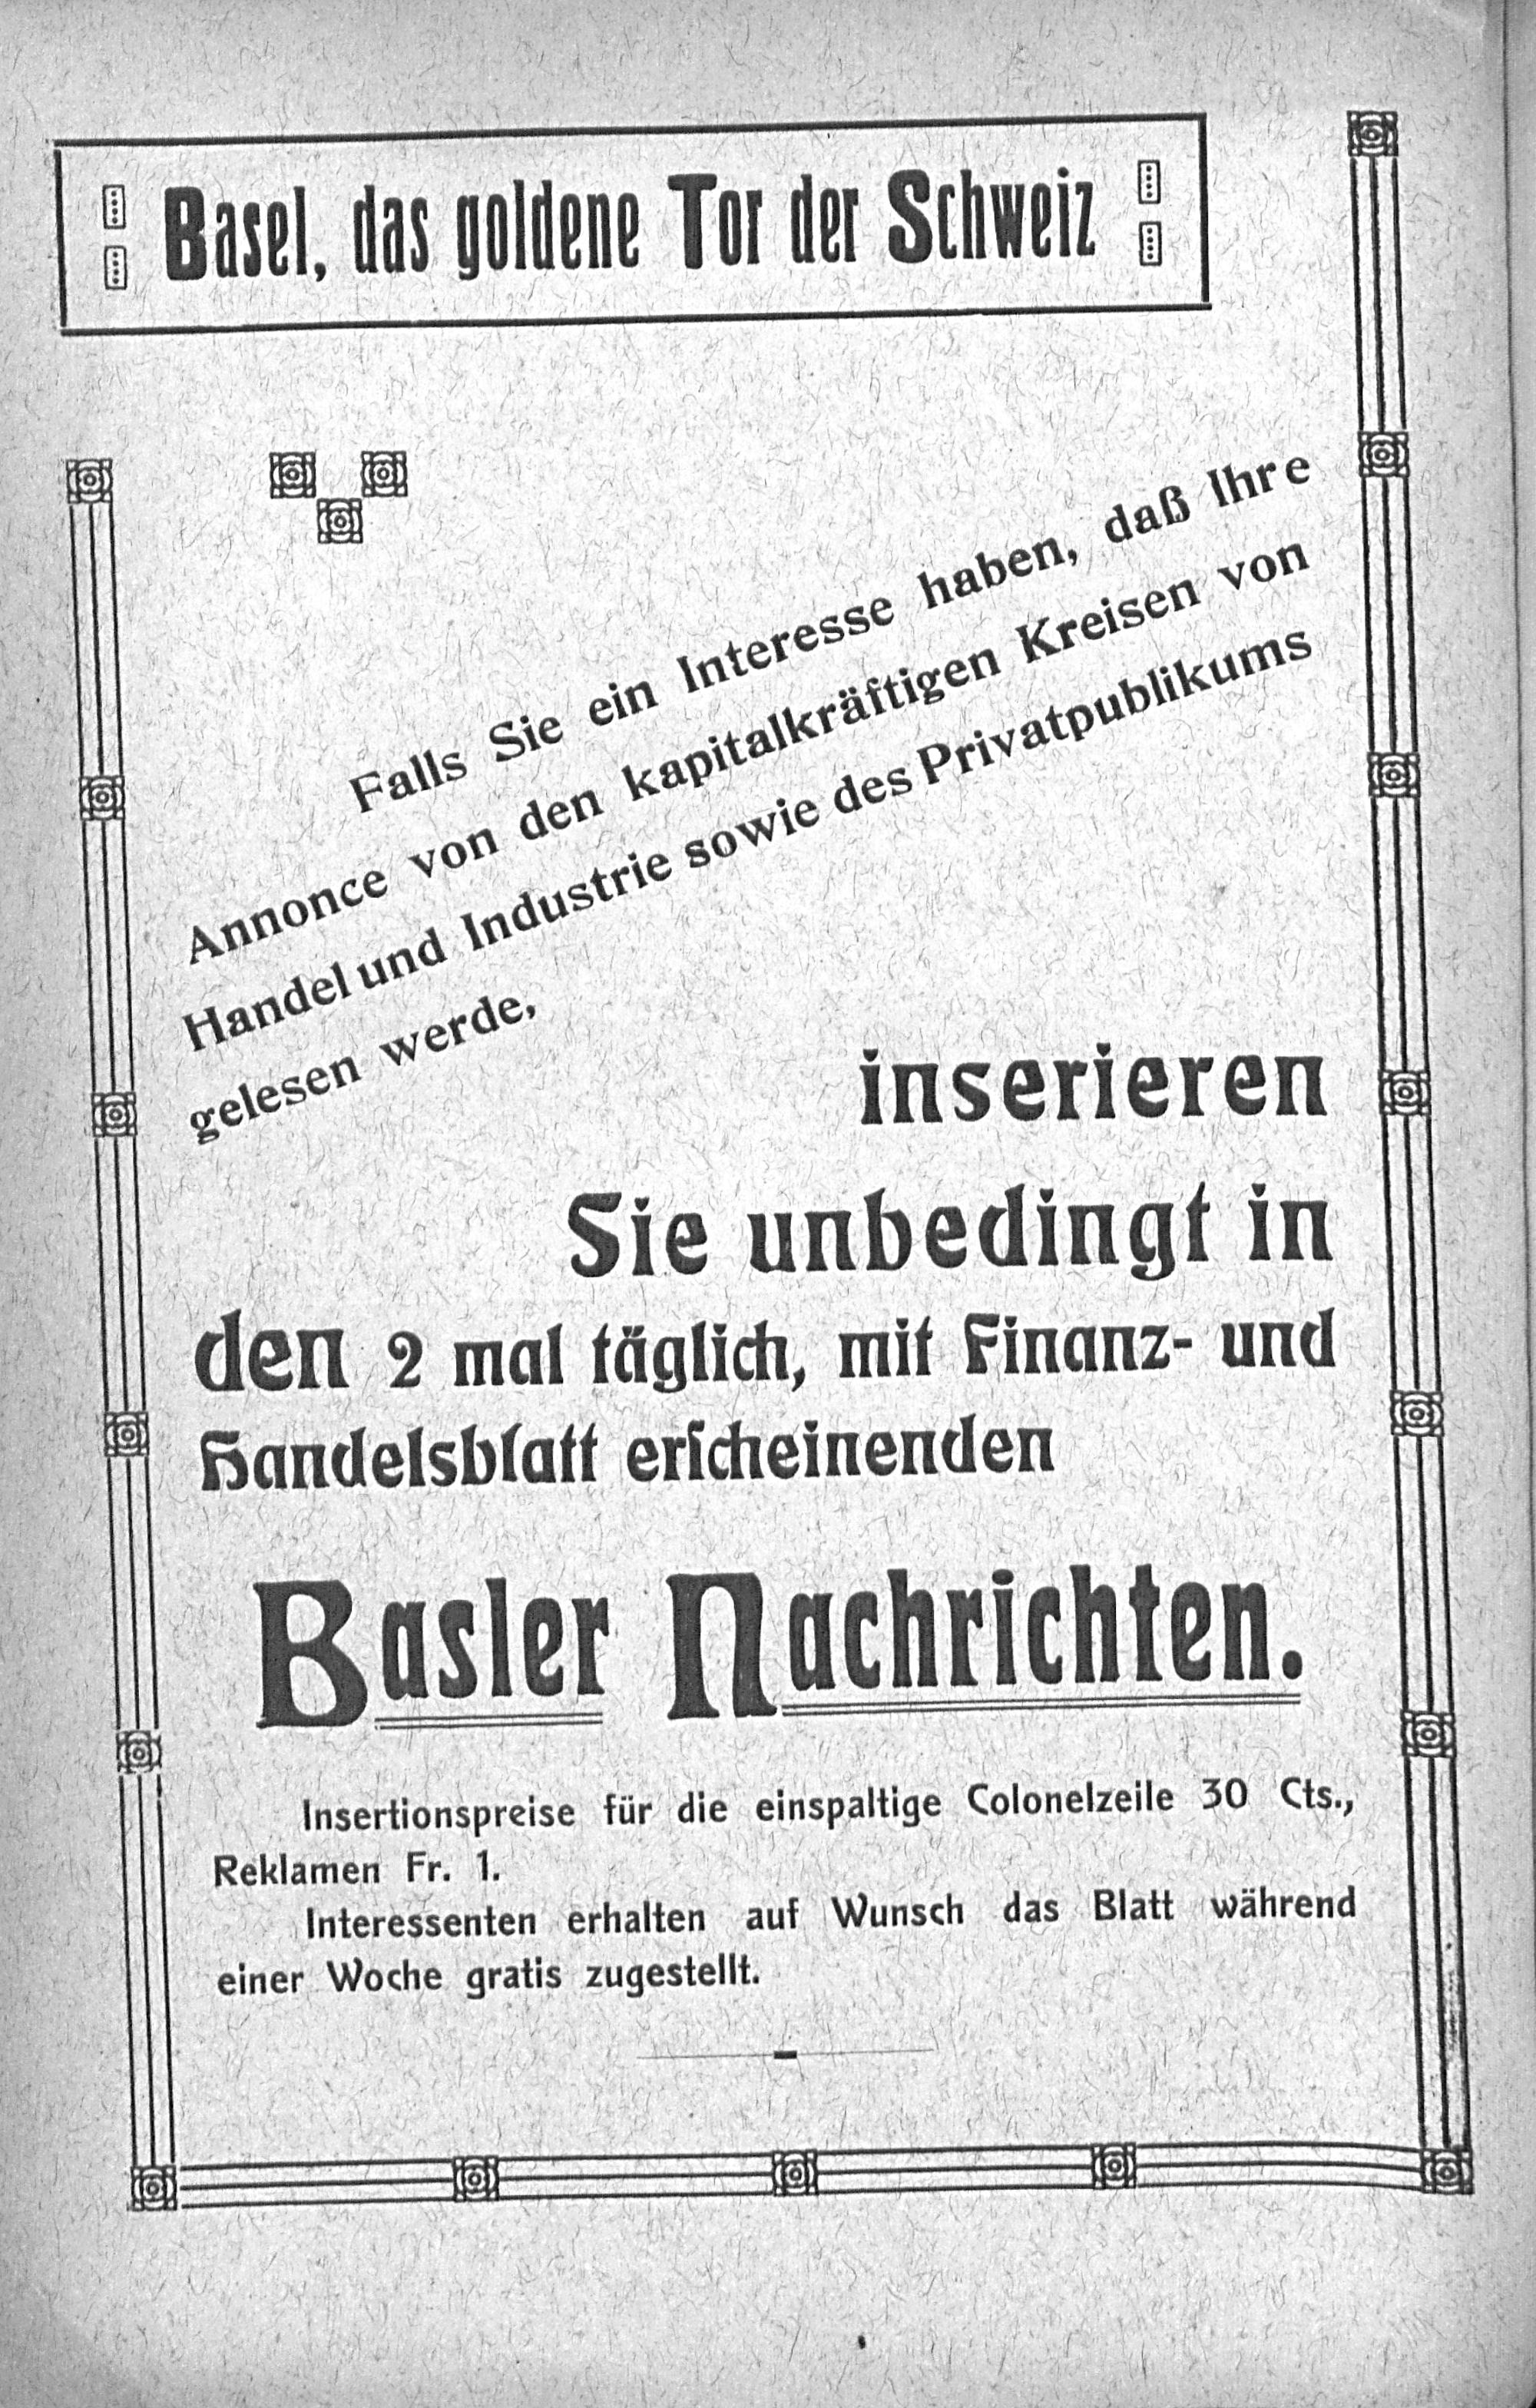 Basel, das goldene Tor der Schweiz
Falls Sie ein Interesse haben, daß Ihre
Annonce von den kapitalkräftigen Kreisen von
Handel und Industrie sowie des Privatpublikums
gelesen werde,
inserieren
Sie unbedingt in
den 2 mal täglich, mit Finanz- und
Handelsblatt erſcheinenden
Basler Nachrichten.
Insertionspreise für die einspaltige Colonelzeile 30 Cts.,
Reklamen Fr. 1.
Interessenten erhalten auf Wunsch das Blatt während
einer Woche gratis zugestellt.